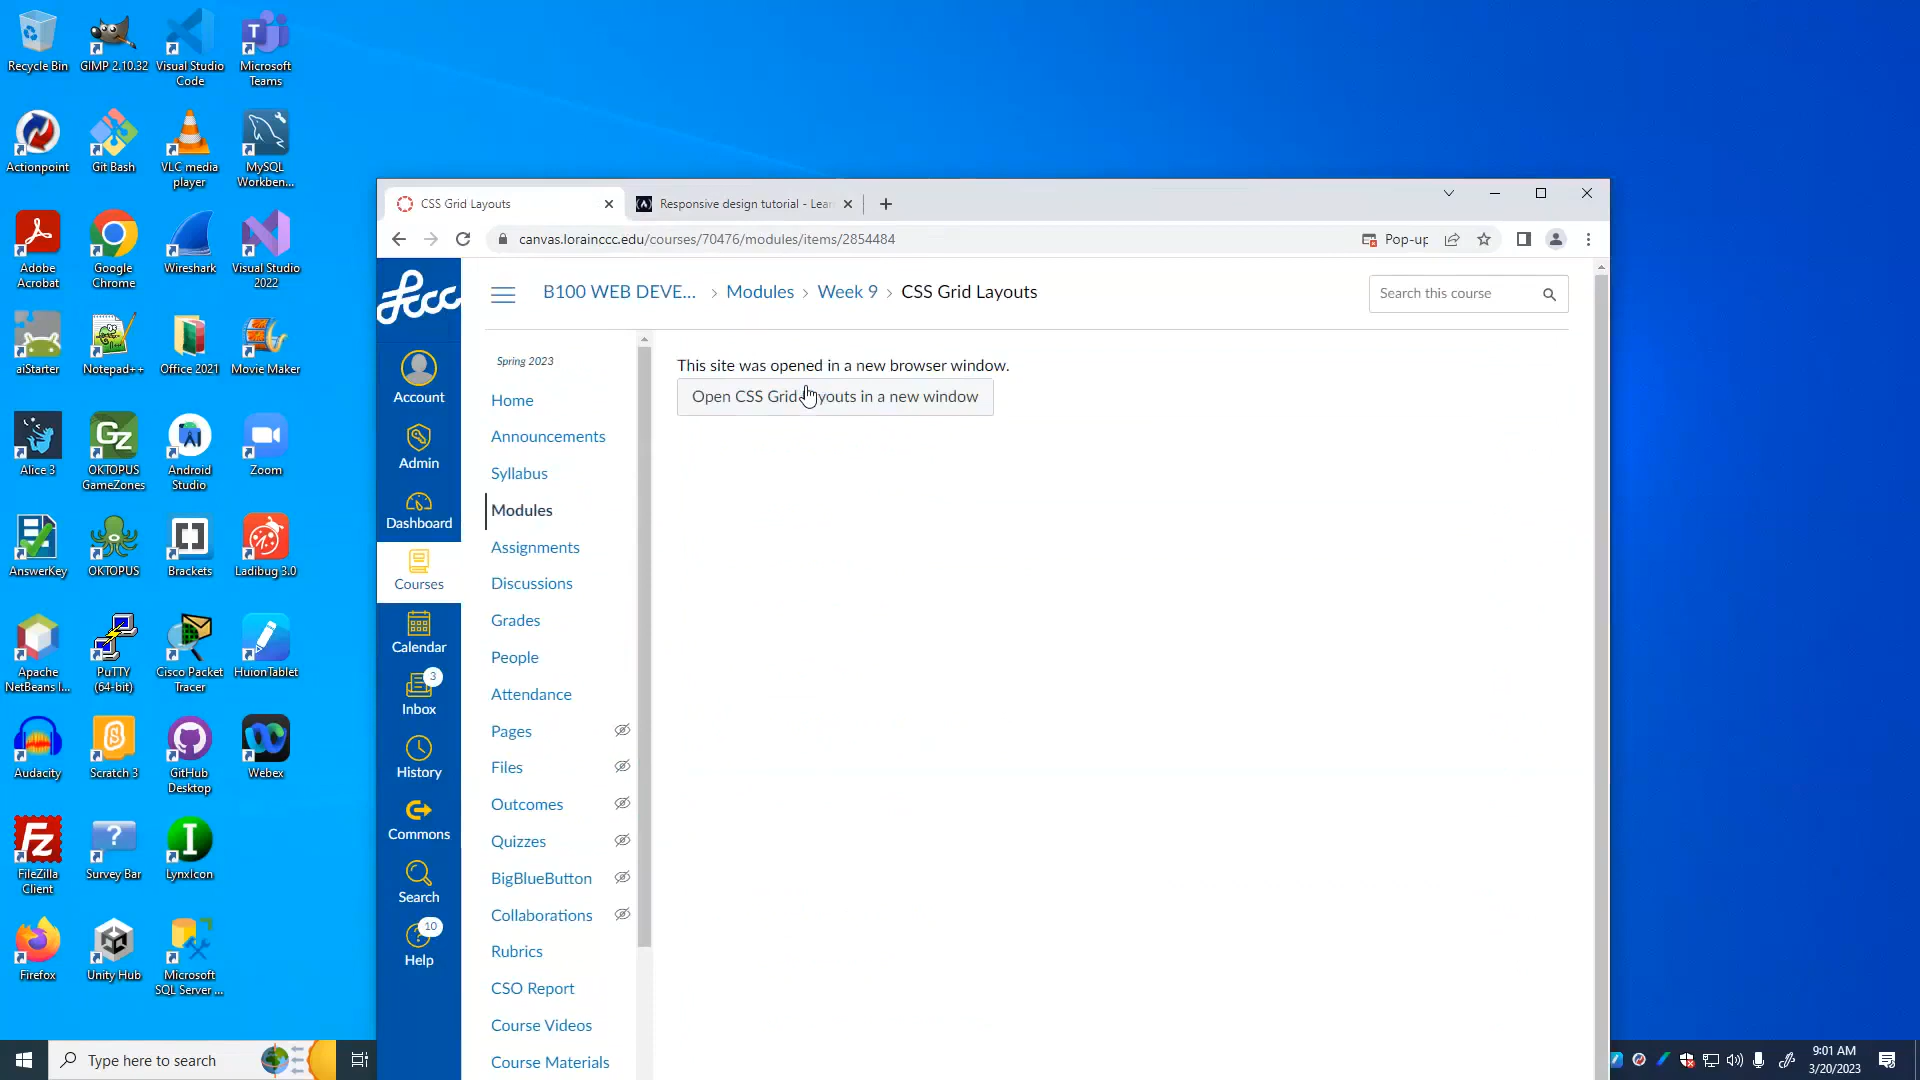 Recycle Bin
GIMP 2.10.32
Visual Studio
Code
Microsoft
Teams
Actionpoint
Git Bash
VLC media
player
MySQL
Workben...
Adobe
Acrobat
Google
Chrome
Wireshark
Visual Studio
2022
aiStarter
Notepad++
Office 2021
Movie Maker
Alice 3
OKTOPUS
GameZones
Android
Studio
Zoom
AnswerKey
OKTOPUS
Brackets
Ladibug 3.0
Apache
NetBeans I...
PuTTY
(64-bit)
Cisco Packet
Tracer
HuionTablet
Audacity
Scratch 3
GitHub
Desktop
Webex
FileZilla
Client
Survey Bar
LynxIcon
Firefox
Unity Hub
Microsoft
SQL Server ...
CSS Grid Layouts
Responsive design tutorial - Lear
canvas.lorainccc.edu/courses/70476/modules/items/2854484
Pop-up
lccc
B100 WEB DEVE... > Modules > Week 9 > CSS Grid Layouts
Search this course
Account
Admin
Dashboard
Courses
Calendar
3
Inbox
History
Commons
Search
10
Help
Spring 2023
Home
Announcements
Syllabus
Modules
Assignments
Discussions
Grades
People
Attendance
Pages
Files
Outcomes
Quizzes
BigBlueButton
Collaborations
Rubrics
CSO Report
Course Videos
Course Materials
This site was opened in a new browser window.
Open CSS Grid youts in a new window
Type here to search
9:01 AM
3/20/2023